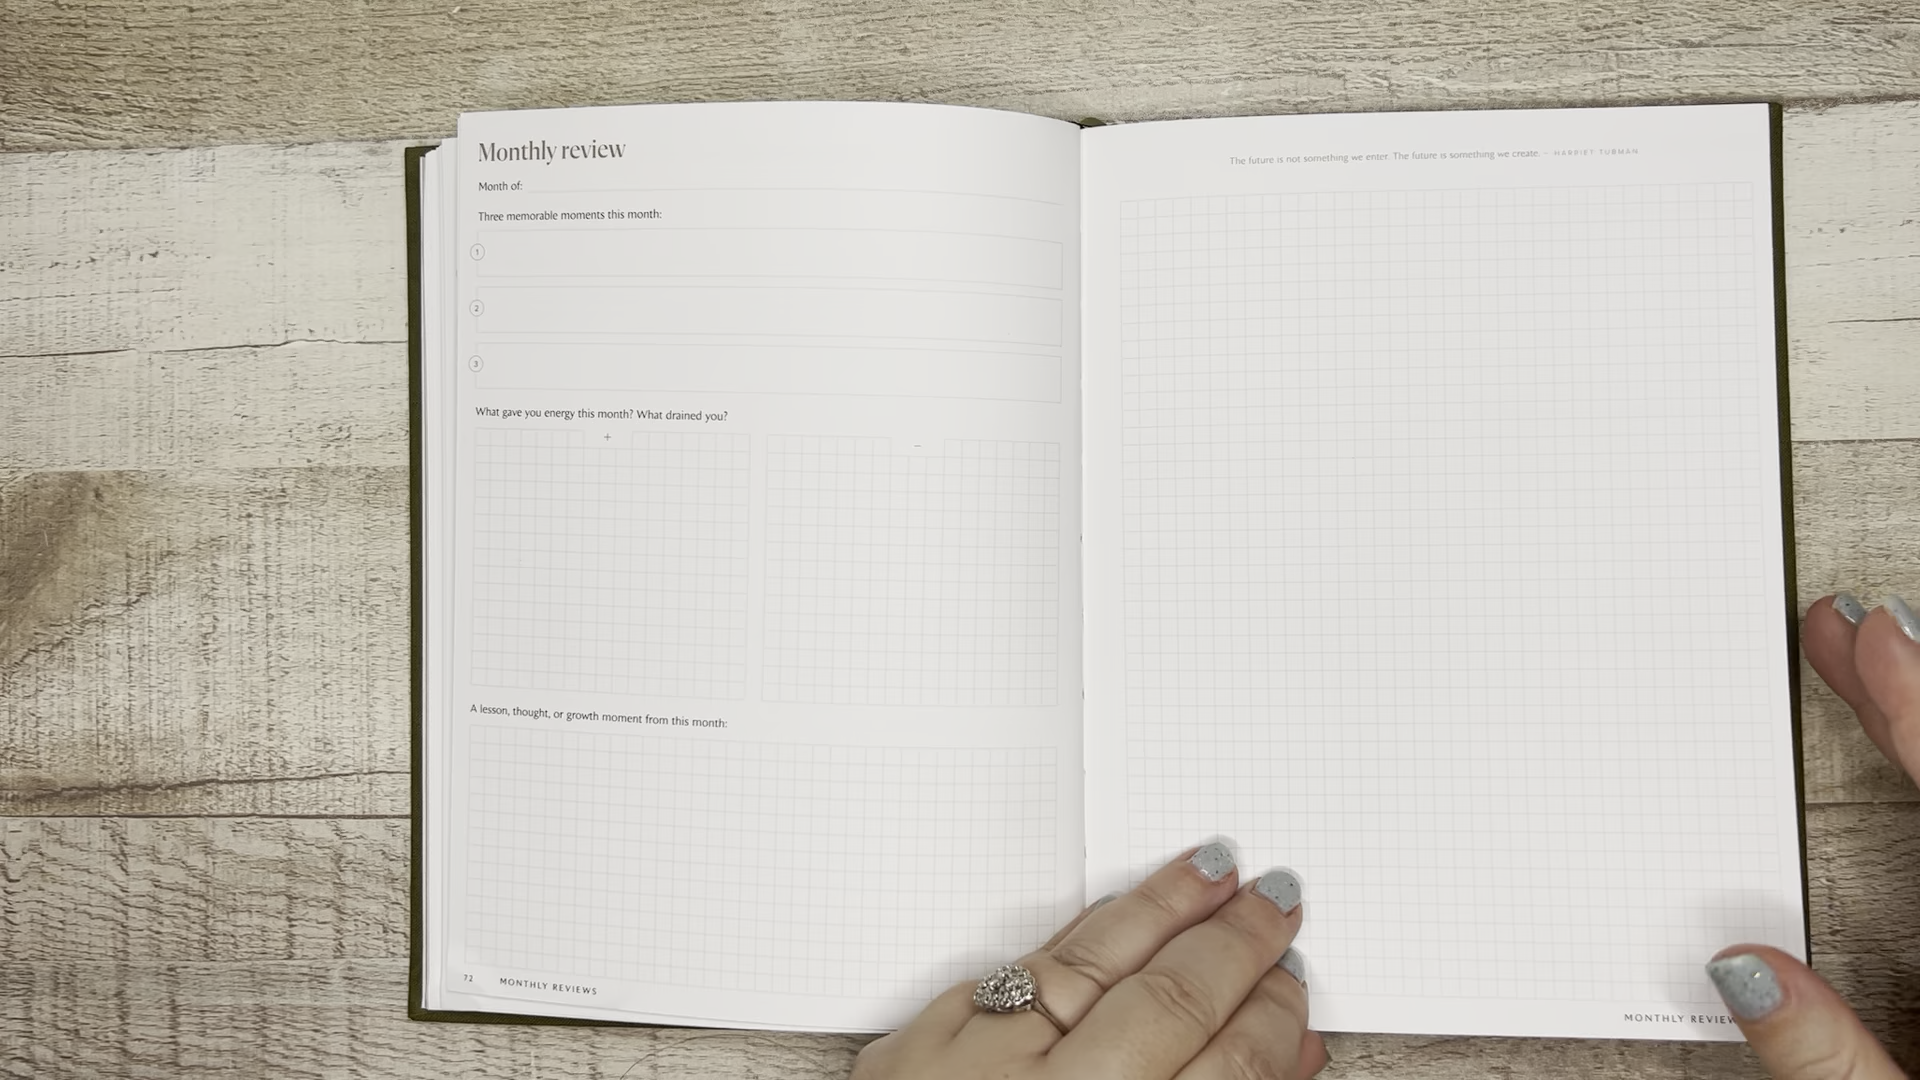 Monthly review
Month of:
Three memorable moments this month:
1
2
3
What gave you energy this month? What drained you?
+ –
A lesson, thought, or growth moment from this month:
72 MONTHLY REVIEWS
The future is not something we enter. The future is something we create. — HARRIET TUBMAN
MONTHLY REVIEW